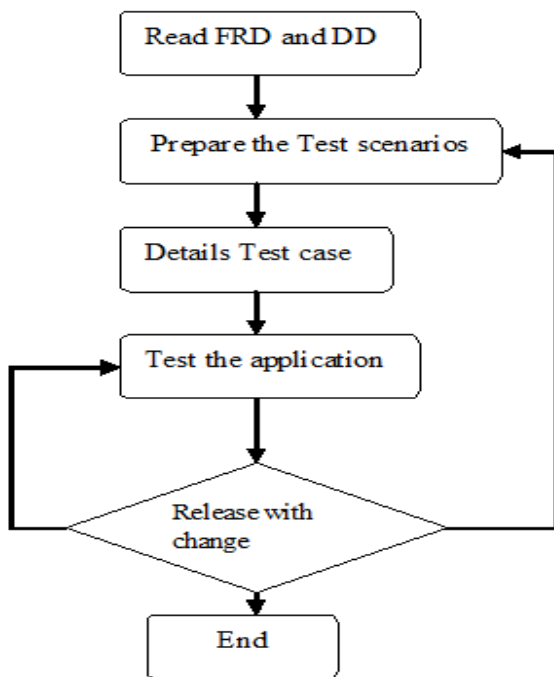 Read FRD and DD
Prepare the Test scenarios
Details Test case
Test the application
Release with
change
End